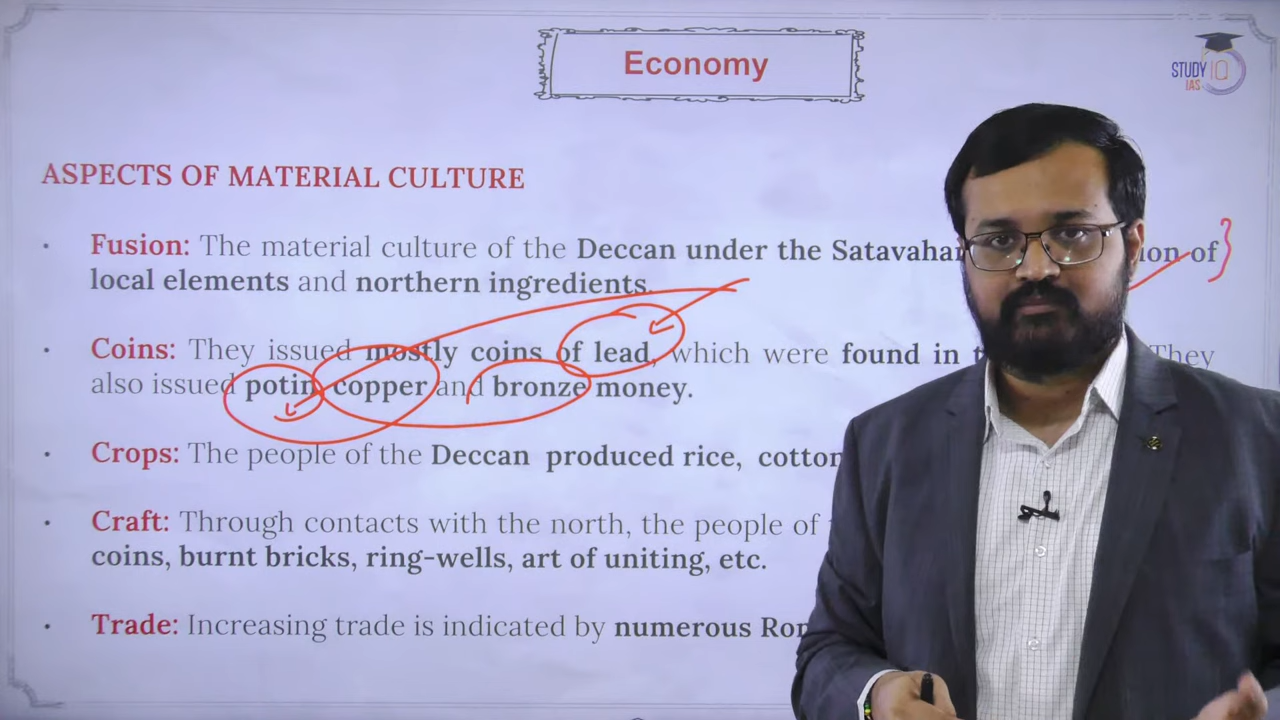 Economy
STUDY IQ
IAS
ASPECTS OF MATERIAL CULTURE
· Fusion: The material culture of the Deccan under the of
local elements and northern ingredients.
· Coins: They issued mostly coins of lead, which were found in They
also issued potin, copper and bronze money.
· Crops: The people of the Deccan produced rice,
· Craft: Through contacts with the north, the people of
coins, burnt bricks, ring-wells, art of uniting, etc.
· Trade: Increasing trade is indicated by numerous